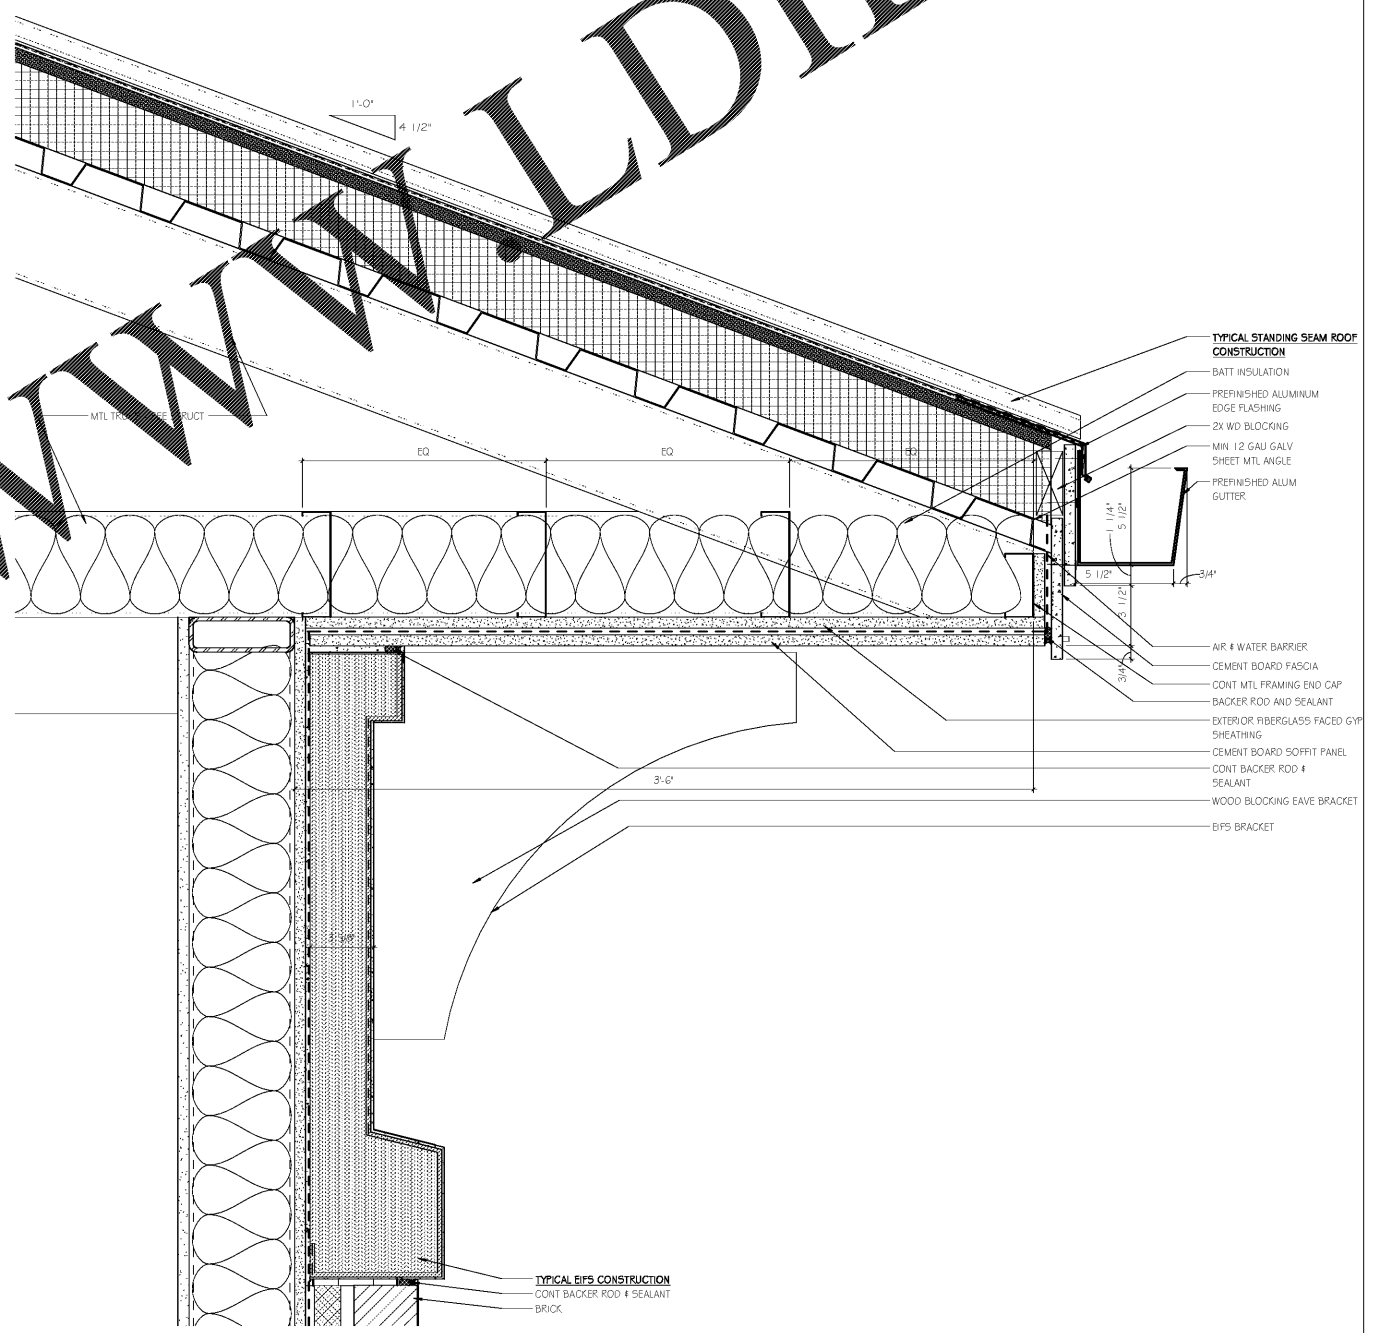 WWW.LDI
1'-0"
4 1/2"
TYPICAL STANDING SEAM ROOF
CONSTRUCTION
BATT INSULATION
PREFINISHED ALUMINUM
EDGE FLASHING
MTL
RUCT
2X WD BLOCKING
EQ
EQ
EQ
MIN 12 GAU GALV
SHEET MTL ANGLE
PREFINISHED ALUM
GUTTER
1 1/4"
5 1/2"
5 1/2"
3/4"
3 1/2"
3/4"
AIR & WATER BARRIER
CEMENT BOARD FASCIA
CONT MTL FRAMING END CAP
BACKER ROD AND SEALANT
EXTERIOR FIBERGLASS FACED GYP
SHEATHING
CEMENT BOARD SOFFIT PANEL
CONT BACKER ROD &
SEALANT
3'-6"
WOOD BLOCKING EAVE BRACKET
EIFS BRACKET
TYPICAL EIFS CONSTRUCTION
CONT BACKER ROD & SEALANT
BRICK